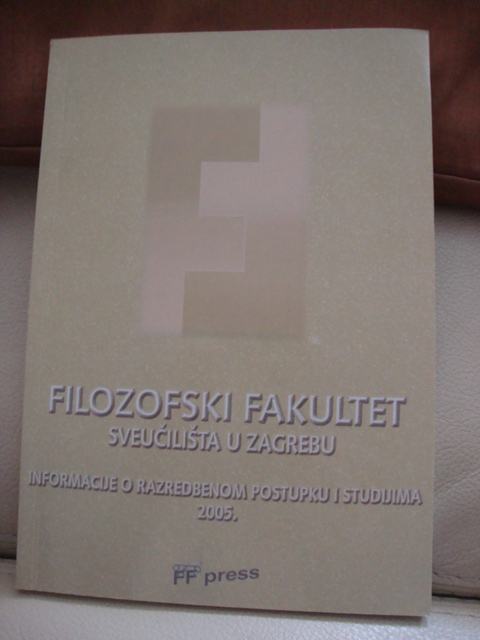 FILOZOFSKI FAKULTET
SVEUČILIŠTA U ZAGREBU
INFORMACIJE O RAZREDBENOM POSTUPKU I STUDIJIMA
2005.
FF press